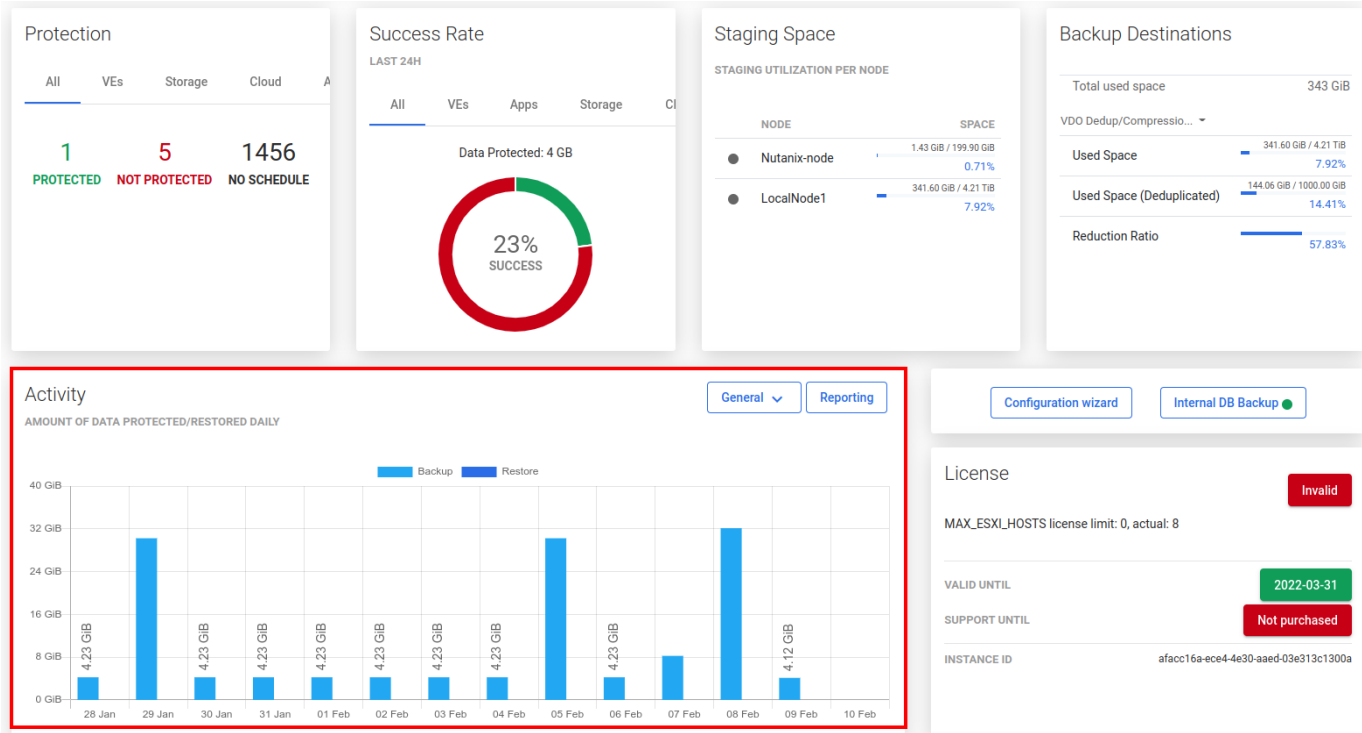 Protection
All VEs Storage Cloud A
1 5 1456
PROTECTED NOT PROTECTED NO SCHEDULE
Success Rate
LAST 24H
All VEs Apps Storage Cl
Data Protected: 4 GB
23%
SUCCESS
Staging Space
STAGING UTILIZATION PER NODE
NODE SPACE
Nutanix-node 1.43 GiB / 199.90 GiB
0.71%
LocalNode1 341.60 GiB / 4.21 TiB
7.92%
Backup Destinations
Total used space 343 GiB
VDO Dedup/Compressio...
Used Space 341.60 GiB / 4.21 TiB
7.92%
Used Space (Deduplicated) 144.06 GiB / 1000.00 GiB
14.41%
Reduction Ratio
57.83%
Activity
General Reporting
AMOUNT OF DATA PROTECTED/RESTORED DAILY
Backup Restore
40 GiB
32 GiB
24 GiB
16 GiB
8 GiB
0 GiB
4.23 GiB 4.23 GiB 4.23 GiB 4.23 GiB 4.23 GiB 4.23 GiB 4.23 GiB 4.23 GiB 4.12 GiB
28 Jan 29 Jan 30 Jan 31 Jan 01 Feb 02 Feb 03 Feb 04 Feb 05 Feb 06 Feb 07 Feb 08 Feb 09 Feb 10 Feb
Configuration wizard Internal DB Backup
License
Invalid
MAX_ESXI_HOSTS license limit: 0, actual: 8
VALID UNTIL 2022-03-31
SUPPORT UNTIL Not purchased
INSTANCE ID afacc16a-ece4-4e30-aaed-03e313c1300a